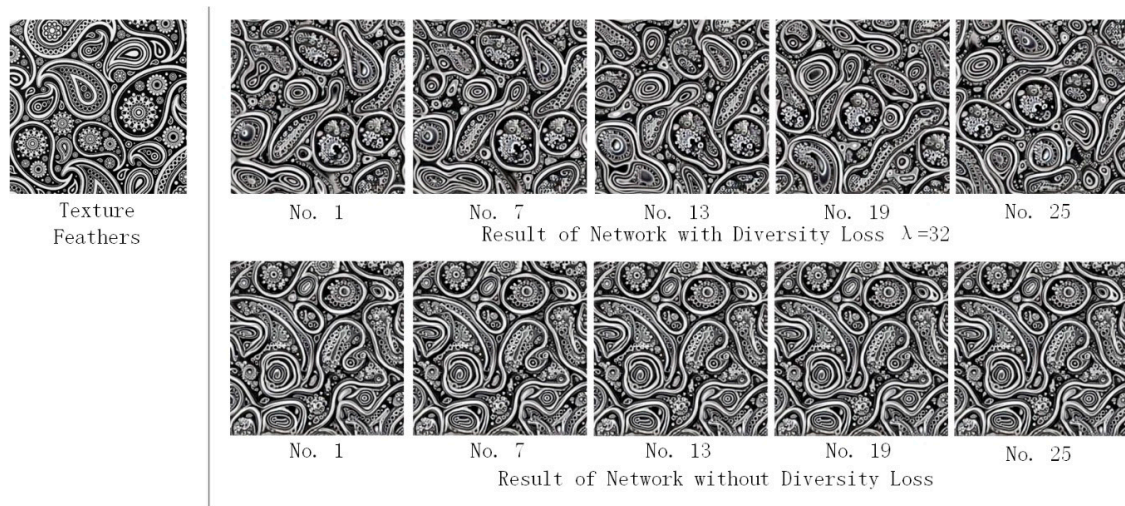 Texture
Feathers
No. 1
No. 7
No. 13
No. 19
No. 25
Result of Network with Diversity Loss λ=32
No. 1
No. 7
No. 13
No. 19
No. 25
Result of Network without Diversity Loss